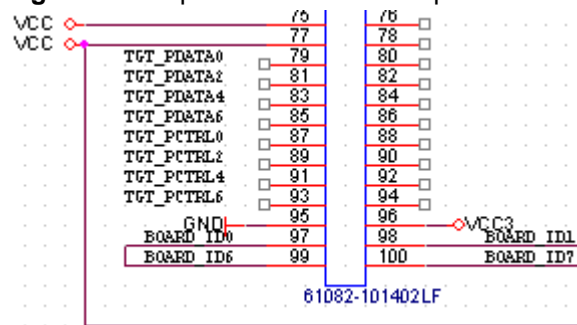 VCC 75 76
VCC 77 78
TGT_PDATA0 79 80
TGT_PDATA2 81 82
TGT_PDATA4 83 84
TGT_PDATA6 85 86
TGT_PCTRL0 87 88
TGT_PCTRL2 89 90
TGT_PCTRL4 91 92
TGT_PCTRL6 93 94
GND 95 96 VCC3
BOARD_ID0 97 98 BOARD_ID1
BOARD_ID6 99 100 BOARD_ID7
61082-101402LF